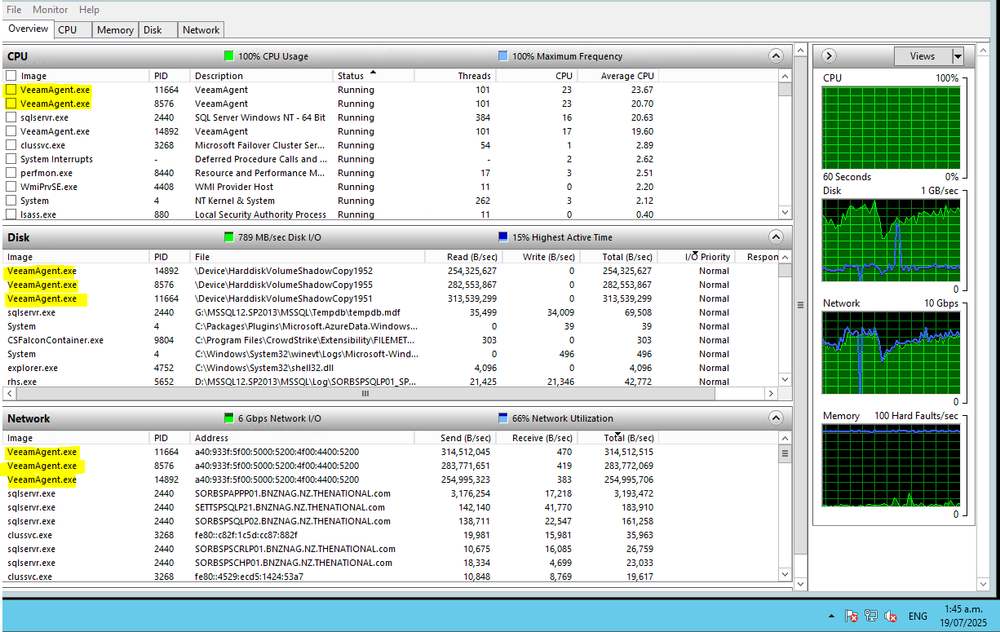 File Monitor Help
Overview CPU Memory Disk Network
CPU 100% CPU Usage 100% Maximum Frequency
Image PID Description Status Threads CPU Average CPU
VeeamAgent.exe 11664 VeeamAgent Running 101 23 23.67
VeeamAgent.exe 8576 VeeamAgent Running 101 23 20.70
sqlservr.exe 2440 SQL Server Windows NT - 64 Bit Running 384 16 20.63
VeeamAgent.exe 14892 VeeamAgent Running 101 17 19.60
clussvc.exe 3268 Microsoft Failover Cluster Ser... Running 54 1 2.89
System Interrupts - Deferred Procedure Calls and ... Running - 2 2.62
perfmon.exe 8440 Resource and Performance M... Running 17 3 2.51
WmiPrvSE.exe 4408 WMI Provider Host Running 11 0 2.20
System 4 NT Kernel & System Running 262 3 2.12
lsass.exe 880 Local Security Authority Process Running 11 0 0.40
Disk 789 MB/sec Disk I/O 15% Highest Active Time
Image PID File Read (B/sec) Write (B/sec) Total (B/sec) I/O Priority Respon
VeeamAgent.exe 14892 \Device\HarddiskVolumeShadowCopy1952 254,325,627 0 254,325,627 Normal
VeeamAgent.exe 8576 \Device\HarddiskVolumeShadowCopy1955 282,553,867 0 282,553,867 Normal
VeeamAgent.exe 11664 \Device\HarddiskVolumeShadowCopy1951 313,539,299 0 313,539,299 Normal
sqlservr.exe 2440 G:\MSSQL12.SP2013\MSSQL\Tempdb\tempdb.mdf 35,499 34,009 69,508 Normal
System 4 C:\Packages\Plugins\Microsoft.AzureData.Windows... 0 39 39 Normal
CSFalconContainer.exe 9804 C:\Program Files\CrowdStrike\Extensibility\FILEMET... 303 0 303 Normal
System 4 C:\Windows\System32\winevt\Logs\Microsoft-Wind... 0 496 496 Normal
explorer.exe 4752 C:\Windows\System32\shell32.dll 4,096 0 4,096 Normal
rhs.exe 5652 D:\MSSQL12.SP2013\MSSQL\Log\SORBSPSQLP01_SP... 21,425 21,346 42,772 Normal
Network 6 Gbps Network I/O 66% Network Utilization
Image PID Address Send (B/sec) Receive (B/sec) Total (B/sec)
VeeamAgent.exe 11664 a40:933f:5f00:5000:5200:4f00:4400:5200 314,512,045 470 314,512,515
VeeamAgent.exe 8576 a40:933f:5f00:5000:5200:4f00:4400:5200 283,771,651 419 283,772,069
VeeamAgent.exe 14892 a40:933f:5f00:5000:5200:4f00:4400:5200 254,995,323 383 254,995,706
sqlservr.exe 2440 SORBSPAPPP01.BNZNAG.NZ.THENATIONAL.com 3,176,254 17,218 3,193,472
sqlservr.exe 2440 SETTSPSQLP21.BNZNAG.NZ.THENATIONAL.com 142,140 41,770 183,910
sqlservr.exe 2440 SORBSPSQLP02.BNZNAG.NZ.THENATIONAL.com 138,711 22,547 161,258
clussvc.exe 3268 fe80::c82f:1c5d:cc87:882f 19,981 15,981 35,963
sqlservr.exe 2440 SORBSPSCRLP01.BNZNAG.NZ.THENATIONAL.com 10,675 16,085 26,759
sqlservr.exe 2440 SORBSPSCHP01.BNZNAG.NZ.THENATIONAL.com 18,334 4,699 23,033
clussvc.exe 3268 fe80::4529:ecd5:1424:53a7 10,848 8,769 19,617
Views
CPU 100%
60 Seconds 0%
Disk 1 GB/sec
0
Network 10 Gbps
0
Memory 100 Hard Faults/sec
0
ENG 1:45 a.m.
19/07/2025